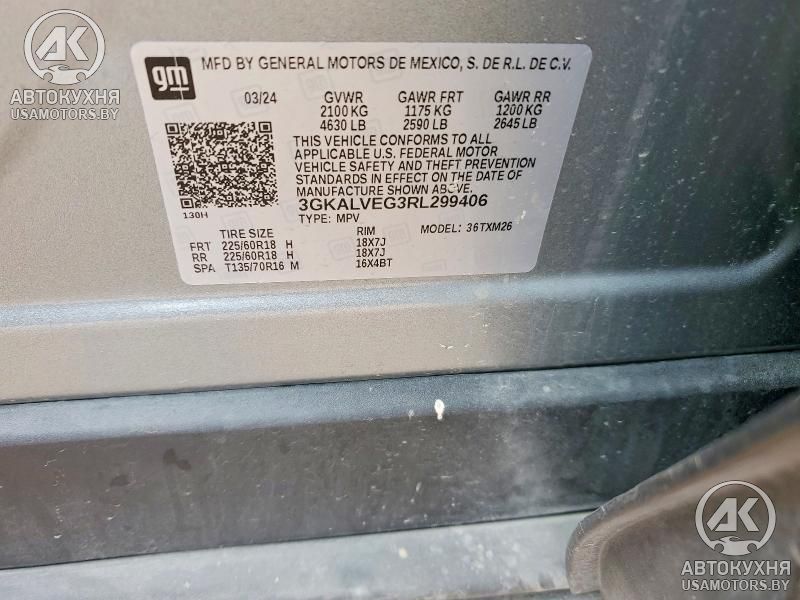 AK
АВТОКУХНЯ
USAMOTORS.BY
gm
MFD BY GENERAL MOTORS DE MEXICO, S. DE R.L. DE C.V.
03/24 GVWR GAWR FRT GAWR RR
2100 KG 1175 KG 1200 KG
4630 LB 2590 LB 2645 LB
THIS VEHICLE CONFORMS TO ALL
APPLICABLE U.S. FEDERAL MOTOR
VEHICLE SAFETY AND THEFT PREVENTION
STANDARDS IN EFFECT ON THE DATE OF
MANUFACTURE SHOWN ABOVE.
3GKALVEG3RL299406
130H
TYPE: MPV MODEL: 36TXM26
TIRE SIZE RIM
FRT 225/60R18 H 18X7J
RR 225/60R18 H 18X7J
SPA T135/70R16 M 16X4BT
AK
АВТОКУХНЯ
USAMOTORS.BY